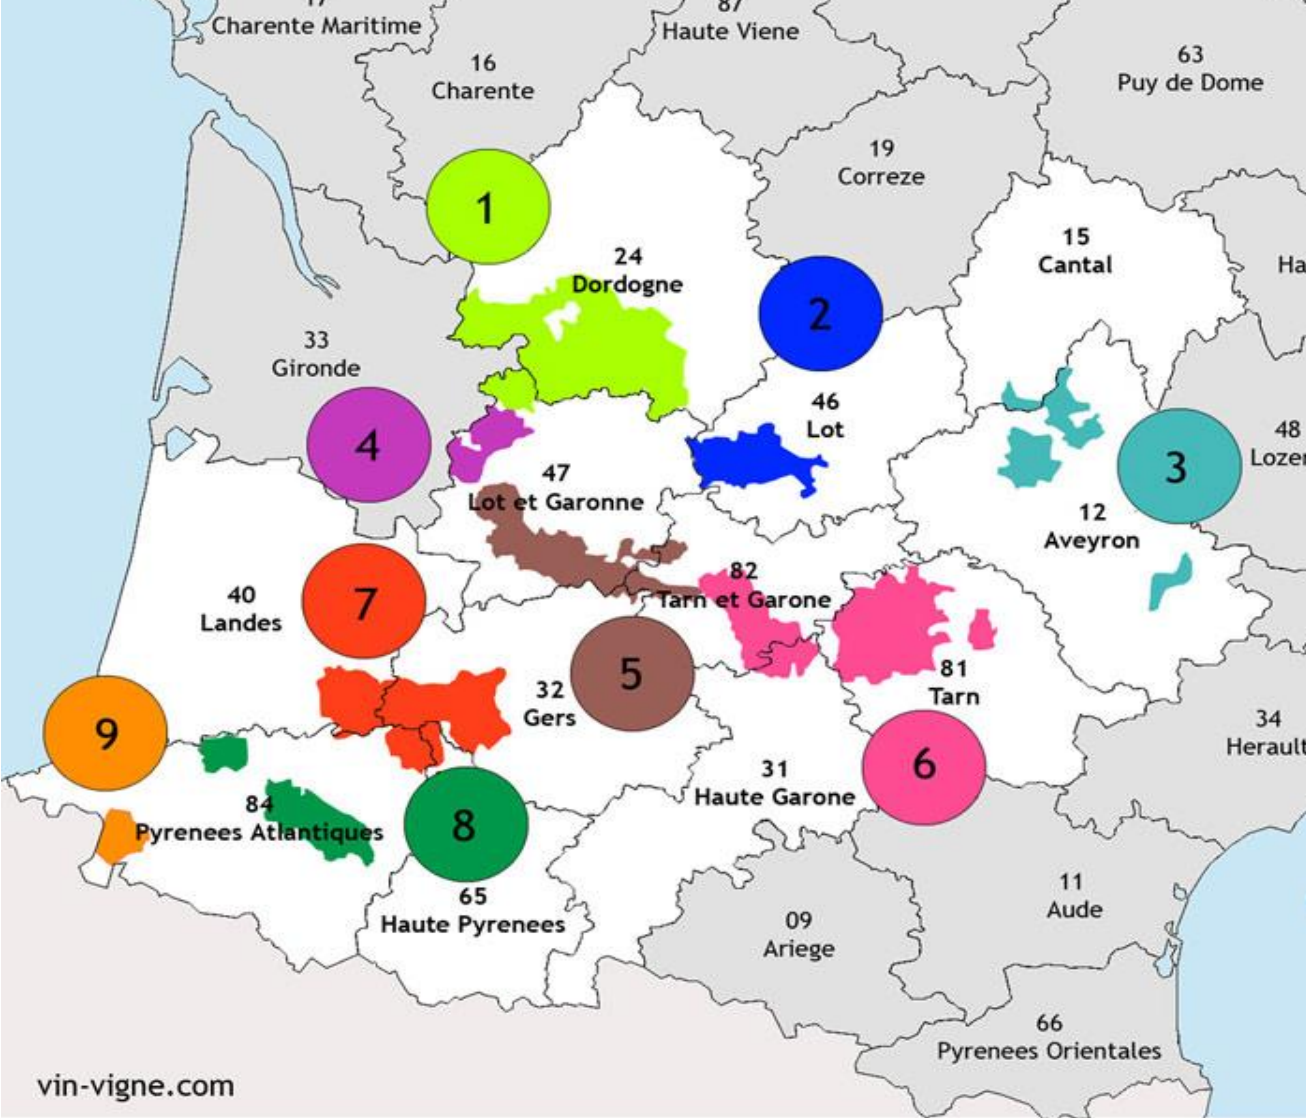 17
Charente Maritime
87
Haute Viene
16
Charente
63
Puy de Dome
19
Correze
1
24
Dordogne
15
Cantal
Ha
2
33
Gironde
46
Lot
4
48
Lozer
3
47
Lot et Garonne
12
Aveyron
82
Tarn et Garone
40
Landes
7
5
81
Tarn
32
Gers
9
34
Herault
6
31
Haute Garone
84
Pyrenees Atlantiques
8
65
Haute Pyrenees
11
Aude
09
Ariege
66
Pyrenees Orientales
vin-vigne.com